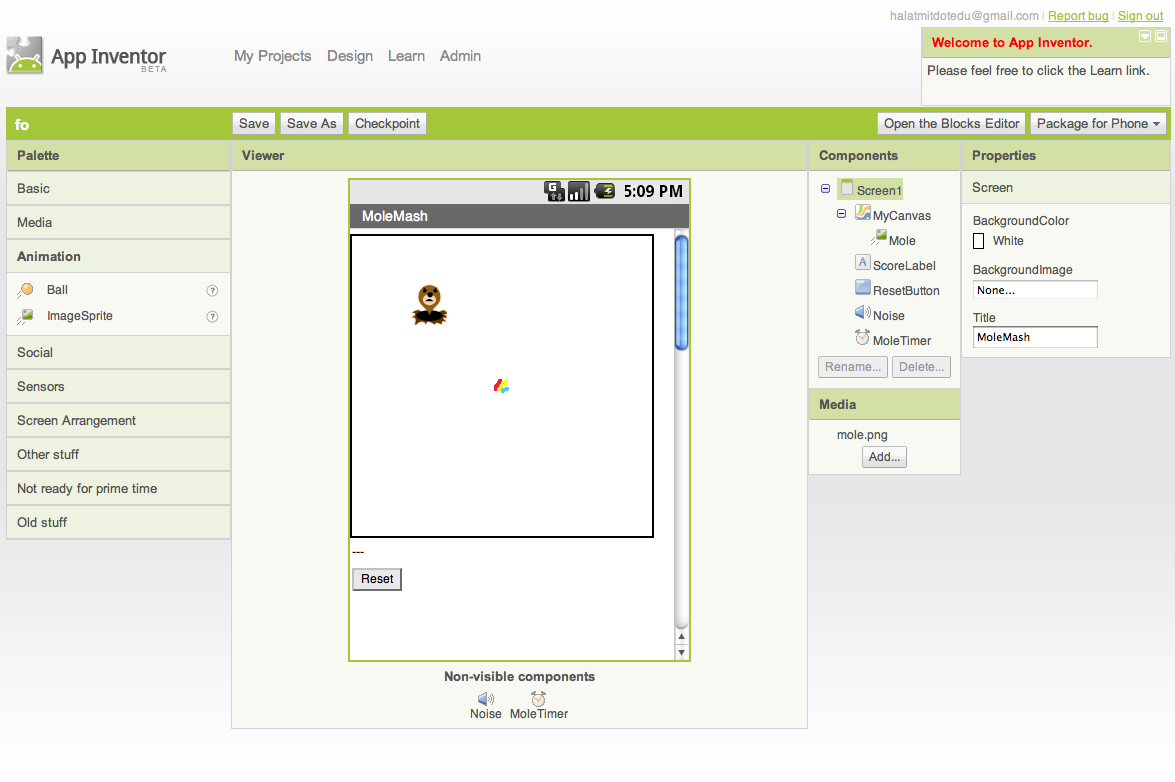 halatmitdotedu@gmail.com | Report bug | Sign out
App Inventor
BETA
My Projects Design Learn Admin
Welcome to App Inventor.
Please feel free to click the Learn link.
fo
Save Save As Checkpoint Open the Blocks Editor Package for Phone
Palette
Basic
Media
Animation
Ball ?
ImageSprite ?
Social
Sensors
Screen Arrangement
Other stuff
Not ready for prime time
Old stuff
Viewer
G 5:09 PM
MoleMash
---
Reset
Non-visible components
Noise MoleTimer
Components
Screen1
MyCanvas
Mole
A ScoreLabel
ResetButton
Noise
MoleTimer
Rename... Delete...
Media
mole.png
Add...
Properties
Screen
BackgroundColor
White
BackgroundImage
None...
Title
MoleMash